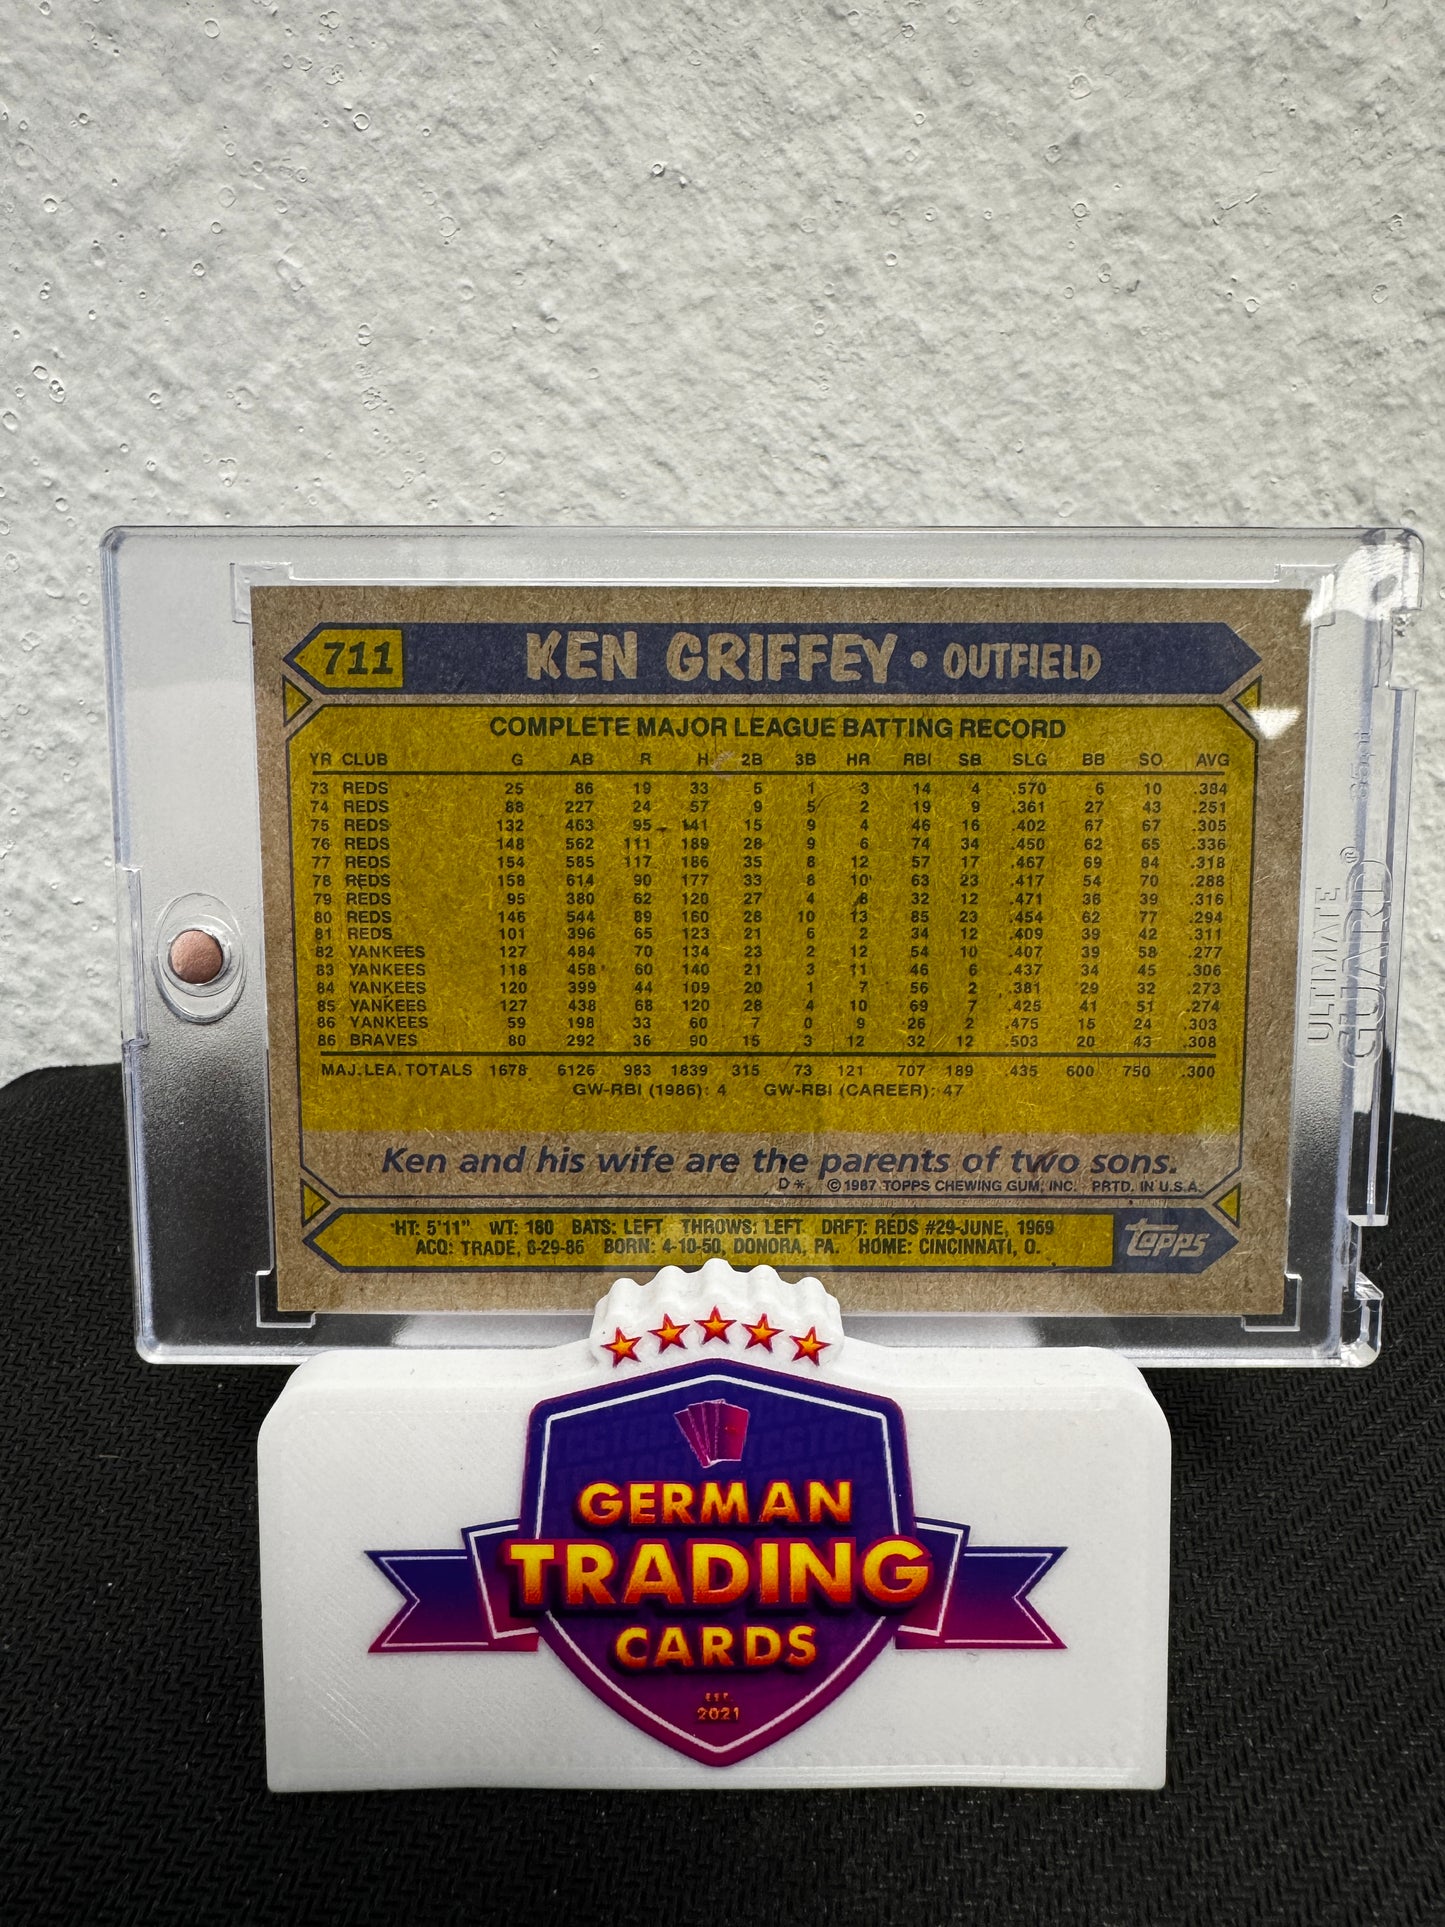 711 KEN GRIFFEY • OUTFIELD
COMPLETE MAJOR LEAGUE BATTING RECORD
YR CLUB G AB R H 2B 3B HR RBI SB SLG BB SO AVG
73 REDS 25 86 19 33 5 1 3 14 4 .570 6 10 .384
74 REDS 88 227 24 57 9 5 2 19 9 .361 27 43 .251
75 REDS 132 463 95 141 15 9 4 46 16 .402 67 67 .305
76 REDS 148 562 111 189 28 9 6 74 34 .450 62 65 .336
77 REDS 154 585 117 186 35 8 12 57 17 .467 69 84 .318
78 REDS 158 614 90 177 33 8 10 63 23 .417 54 70 .288
79 REDS 95 380 62 120 27 4 8 32 12 .471 36 39 .316
80 REDS 146 544 89 160 28 10 13 85 23 .454 62 77 .294
81 REDS 101 396 65 123 21 6 2 34 12 .409 39 42 .311
82 YANKEES 127 484 70 134 23 2 12 54 10 .407 39 58 .277
83 YANKEES 118 458 60 140 21 3 11 46 6 .437 34 45 .306
84 YANKEES 120 399 44 109 20 1 7 56 2 .381 29 32 .273
85 YANKEES 127 438 68 120 28 4 10 69 7 .425 41 51 .274
86 YANKEES 59 198 33 60 7 0 9 26 2 .475 15 24 .303
86 BRAVES 80 292 36 90 15 3 12 32 12 .503 20 43 .308
MAJ. LEA. TOTALS 1678 6126 983 1839 315 73 121 707 189 .435 600 750 .300
GW-RBI (1986): 4 GW-RBI (CAREER): 47
Ken and his wife are the parents of two sons.
D* © 1987 TOPPS CHEWING GUM, INC. PRTD. IN U.S.A.
HT: 5'11" WT: 180 BATS: LEFT THROWS: LEFT DRFT: REDS #29-JUNE, 1969
ACQ: TRADE, 6-29-86 BORN: 4-10-50, DONORA, PA. HOME: CINCINNATI, O.
Topps
ULTIMATE
GUARD®
GERMAN
TRADING
CARDS
EST.
2021